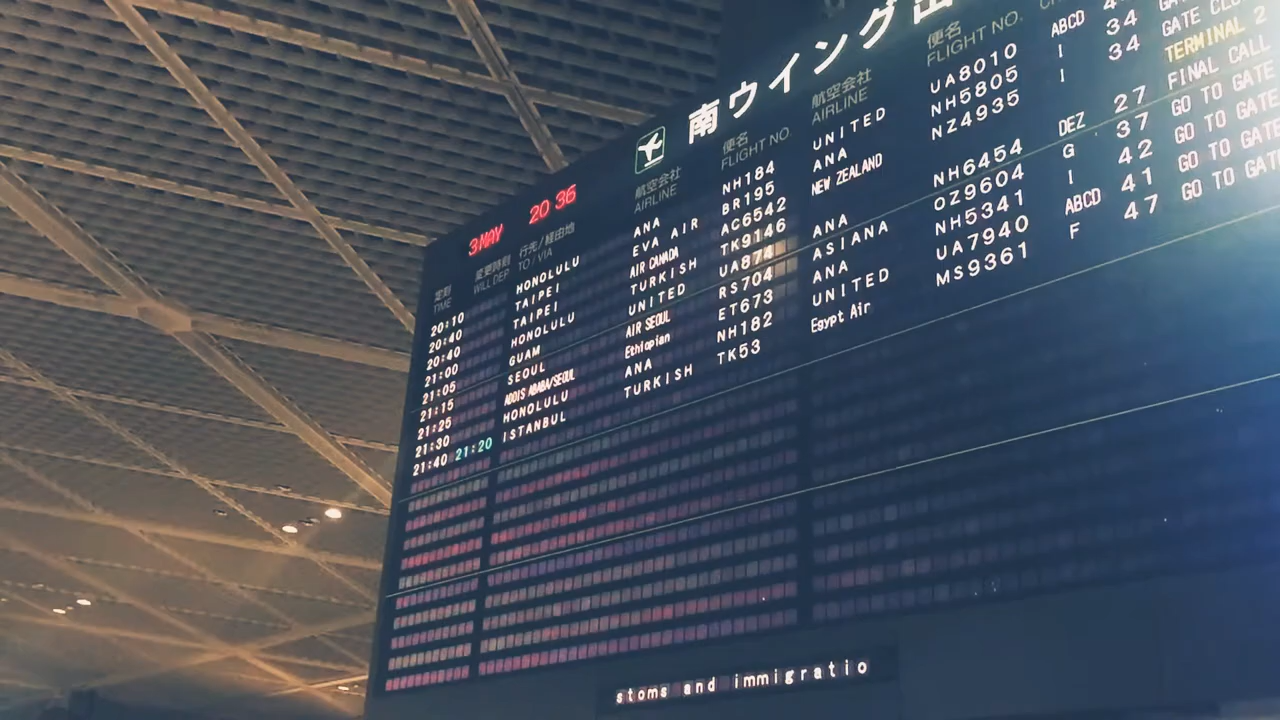 南ウイング出
3 MAY 20 36
定刻 変更時刻 行先/経由地 航空会社 便名 航空会社 便名
TIME WILL DEP TO / VIA AIRLINE FLIGHT NO. AIRLINE FLIGHT NO.
20:10 HONOLULU ANA NH184 UNITED UA8010 ABCD
20:40 TAIPEI EVA AIR BR195 ANA NH5805 I 34
20:40 TAIPEI AIR CANADA AC6542 NEW ZEALAND NZ4935 I 34 GATE CLO
21:00 HONOLULU TURKISH TK9146 TERMINAL 2
21:05 GUAM UNITED UA874 ANA NH6454 DEZ 27 FINAL CALL
21:15 SEOUL AIR SEOUL RS704 ASIANA OZ9604 G 37 GO TO GATE
21:25 ADDIS ABABA/SEOUL Ethiopian ET673 ANA NH5341 I 42 GO TO GATE
21:30 HONOLULU ANA NH182 UNITED UA7940 ABCD 41 GO TO GATE
21:40 21:20 ISTANBUL TURKISH TK53 Egypt Air MS9361 F 47 GO TO GATE
stoms and immigratio